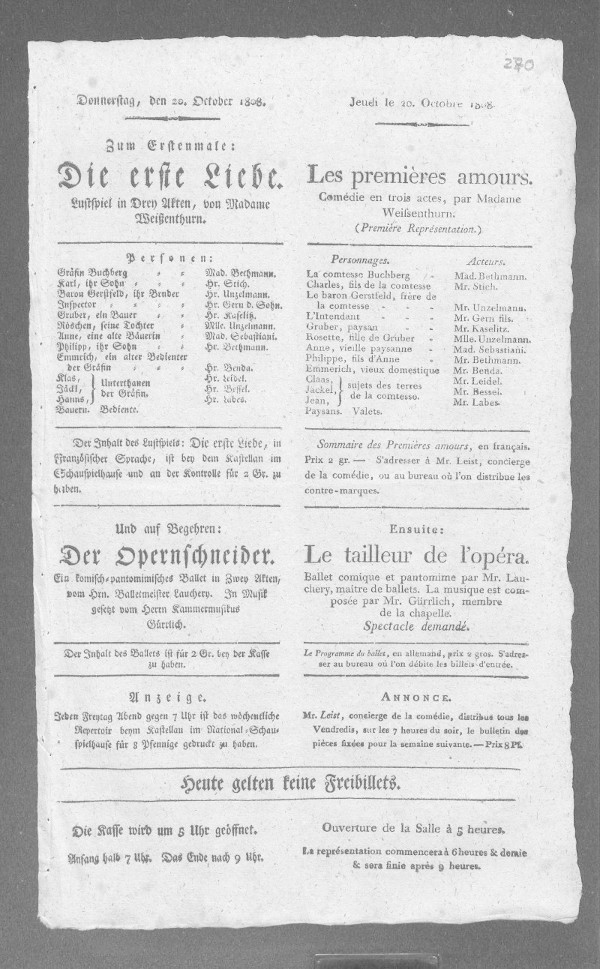 270
Donnerstag, den 20. October 1808.
Zum Erstenmale:
Die erste Liebe.
Lustspiel in Drey Akten, von Madame
Weißenthurn.
Personen:
Gräfin Buchberg - - Mad. Bethmann.
Karl, ihr Sohn - - Hr. Stich.
Baron Gerstfeld, ihr Bruder Hr. Unzelmann.
Inspector - - - Hr. Gern d. Sohn.
Gruber, ein Bauer - - Hr. Kaselitz.
Röschen, seine Tochter - Mlle. Unzelmann.
Anne, eine alte Bäuerin - Mad. Sebastiani.
Philipp, ihr Sohn - - Hr. Bethmann.
Emmerich, ein alter Bedienter
der Gräfin - - Hr. Benda.
Klas, } Unterthanen der Gräfin. Hr. Leidel.
Jäckl, } Hr. Bessel.
Hanns, } Hr. Labes.
Bauern. Bediente.
Der Inhalt des Lustspiels: Die erste Liebe, in
Französischer Sprache, ist bey dem Kastellan im
Schauspielhause und an der Kontrolle für 2 Gr. zu
haben.
Und auf Begehren:
Der Opernschneider.
Ein komisch-pantomimisches Ballet in Zwey Akten,
vom Hrn. Balletmeister Lauchery. In Musik
gesetzt vom Herrn Kammermusikus
Gürrlich.
Der Inhalt des Ballets ist für 2 Gr. bey der Kasse
zu haben.
Anzeige.
Jeden Freytag Abend gegen 7 Uhr ist das wöchentliche
Repertoir beym Kastellan im National-Schau-
spielhause für 8 Pfennige gedruckt zu haben.
Jeudi le 20. Octobre 1808.
Les premières amours.
Comédie en trois actes, par Madame
Weifsenthurn.
(Première Représentation.)
Personnages. Acteurs.
La comtesse Buchberg - Mad. Bethmann.
Charles, fils de la comtesse Mr. Stich.
Le baron Gerstfeld, frère de
la comtesse - - - Mr. Unzelmann.
L'Intendant - - - Mr. Gern fils.
Gruber, paysan - - Mr. Kaselitz.
Rosette, fille de Gruber - Mlle. Unzelmann.
Anne, vieille paysanne - Mad. Sebastiani.
Philippe, fils d'Anne - Mr. Bethmann.
Emmerich, vieux domestique Mr. Benda.
Claas, } sujets des terres de la comtesse. Mr. Leidel.
Jackel, } Mr. Bessel.
Jean, } Mr. Labes.
Paysans. Valets.
Sommaire des Premières amours, en français.
Prix 2 gr. — S'adresser à Mr. Leist, concierge
de la comédie, ou au bureau où l'on distribue les
contre-marques.
Ensuite:
Le tailleur de l'opéra.
Ballet comique et pantomime par Mr. Lau-
chery, maitre de ballets. La musique est com-
posée par Mr. Gürrlich, membre
de la chapelle.
Spectacle demandé.
Le Programme du ballet, en allemand, prix 2 gros. S'adres-
ser au bureau où l'on débite les billets d'entrée.
ANNONCE.
Mr. Leist, concierge de la comédie, distribue tous les
Vendredis, sur les 7 heures du soir, le bulletin des
pièces fixées pour la semaine suivante. — Prix 8 Pf.
Heute gelten keine Freibillets.
Die Kasse wird um 5 Uhr geöffnet.
Anfang halb 7 Uhr. Das Ende nach 9 Uhr.
Ouverture de la Salle à 5 heures.
La représentation commencera à 6 heures & demie
& sera finie après 9 heures.